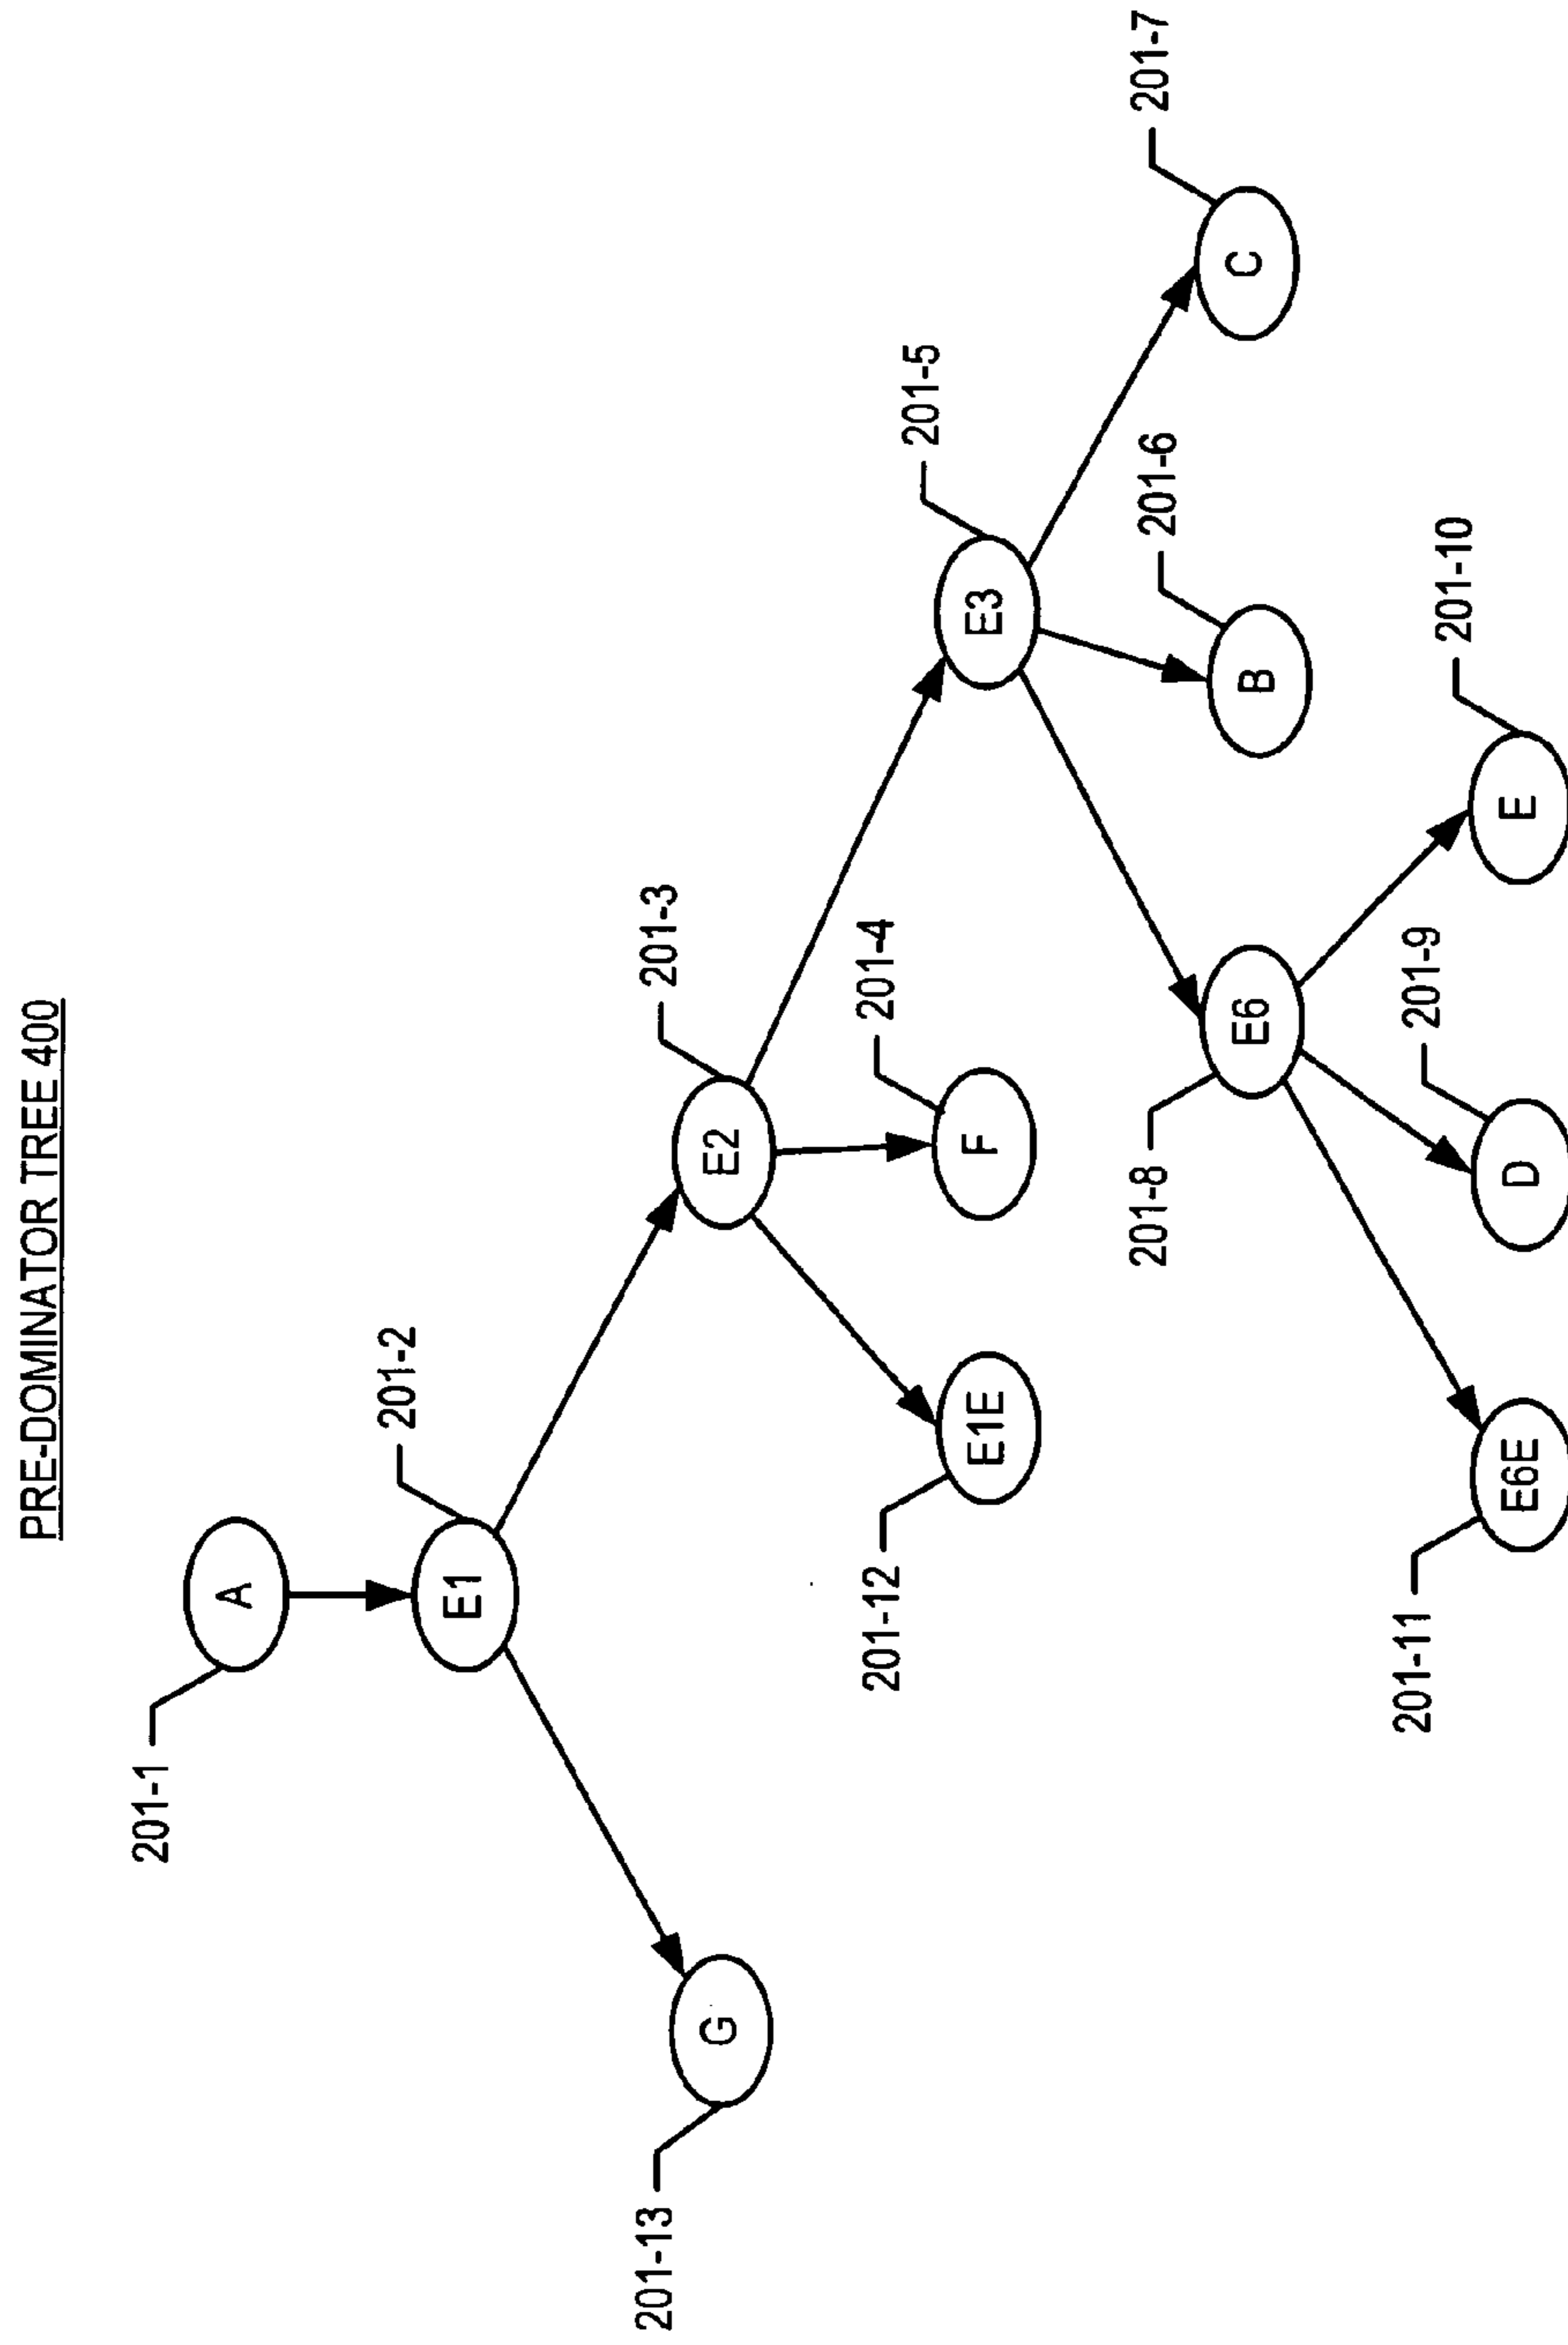 PRE-DOMINATOR TREE 400
201-1
A
E1
201-2
201-13
G
E2
201-3
201-12
E1E
F
201-4
E3
201-5
201-8
E6
B
201-6
C
201-7
201-11
E6E
D
201-9
E
201-10